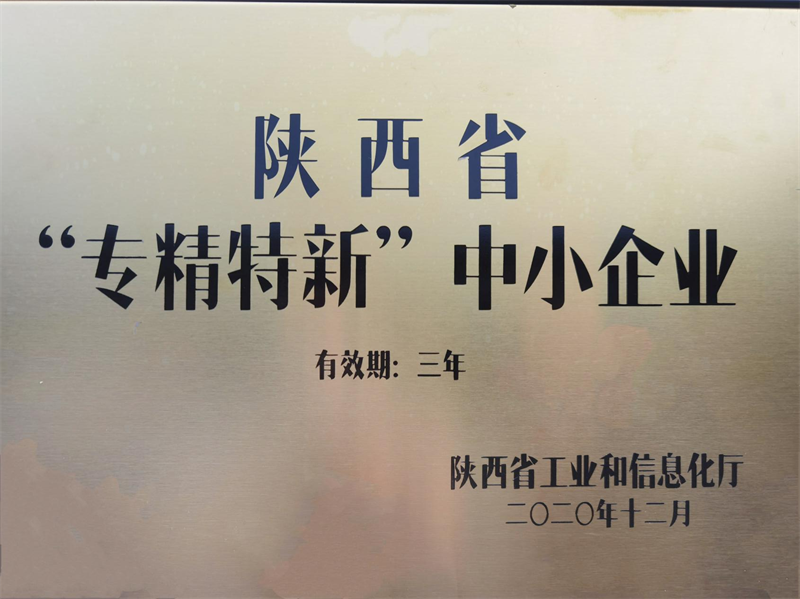 陕西省
“专精特新”中小企业
有效期：三年
陕西省工业和信息化厅
二〇二〇年十二月